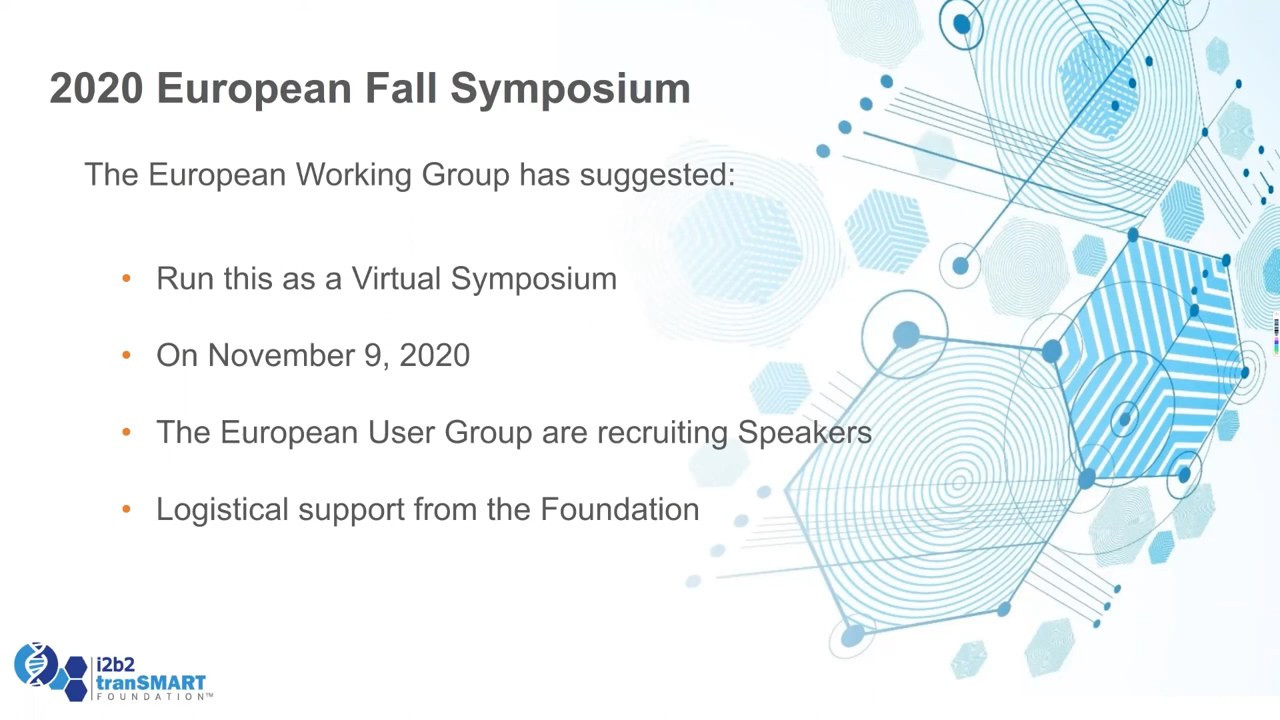 2020 European Fall Symposium
The European Working Group has suggested:
• Run this as a Virtual Symposium
• On November 9, 2020
• The European User Group are recruiting Speakers
• Logistical support from the Foundation
i2b2
tranSMART
FOUNDATION™